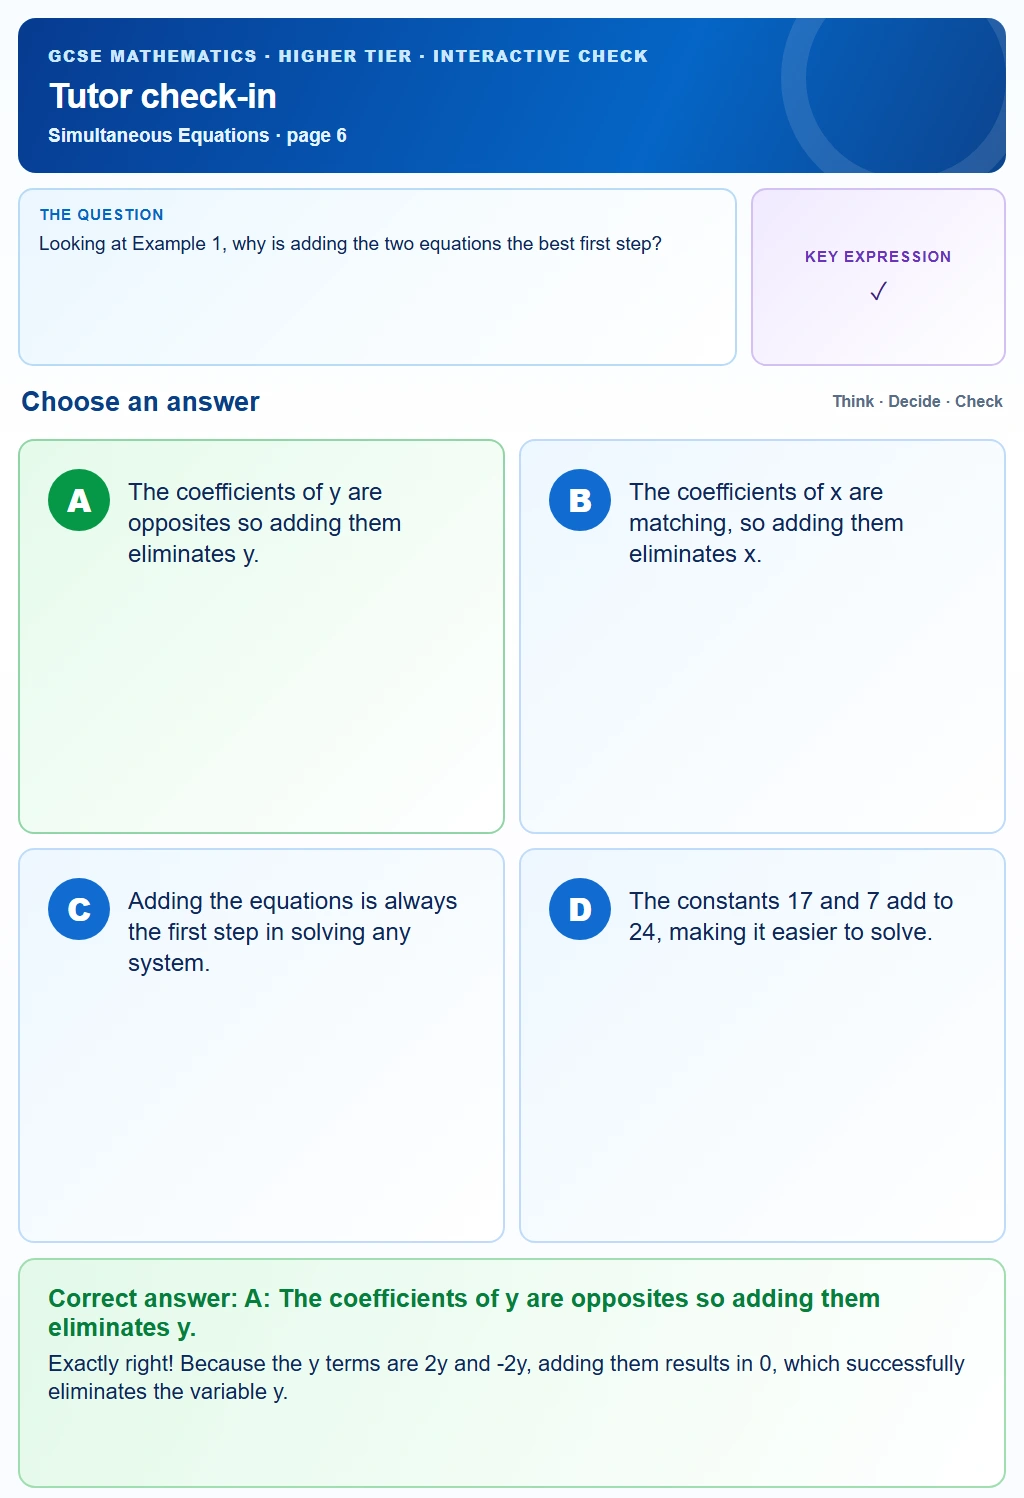 GCSE MATHEMATICS · HIGHER TIER · INTERACTIVE CHECK
Tutor check-in
Simultaneous Equations · page 6
THE QUESTION
Looking at Example 1, why is adding the two equations the best first step?
KEY EXPRESSION
✓
Choose an answer
Think · Decide · Check
A
The coefficients of y are
opposites so adding them
eliminates y.
B
The coefficients of x are
matching, so adding them
eliminates x.
C
Adding the equations is always
the first step in solving any
system.
D
The constants 17 and 7 add to
24, making it easier to solve.
Correct answer: A: The coefficients of y are opposites so adding them
eliminates y.
Exactly right! Because the y terms are 2y and -2y, adding them results in 0, which successfully
eliminates the variable y.